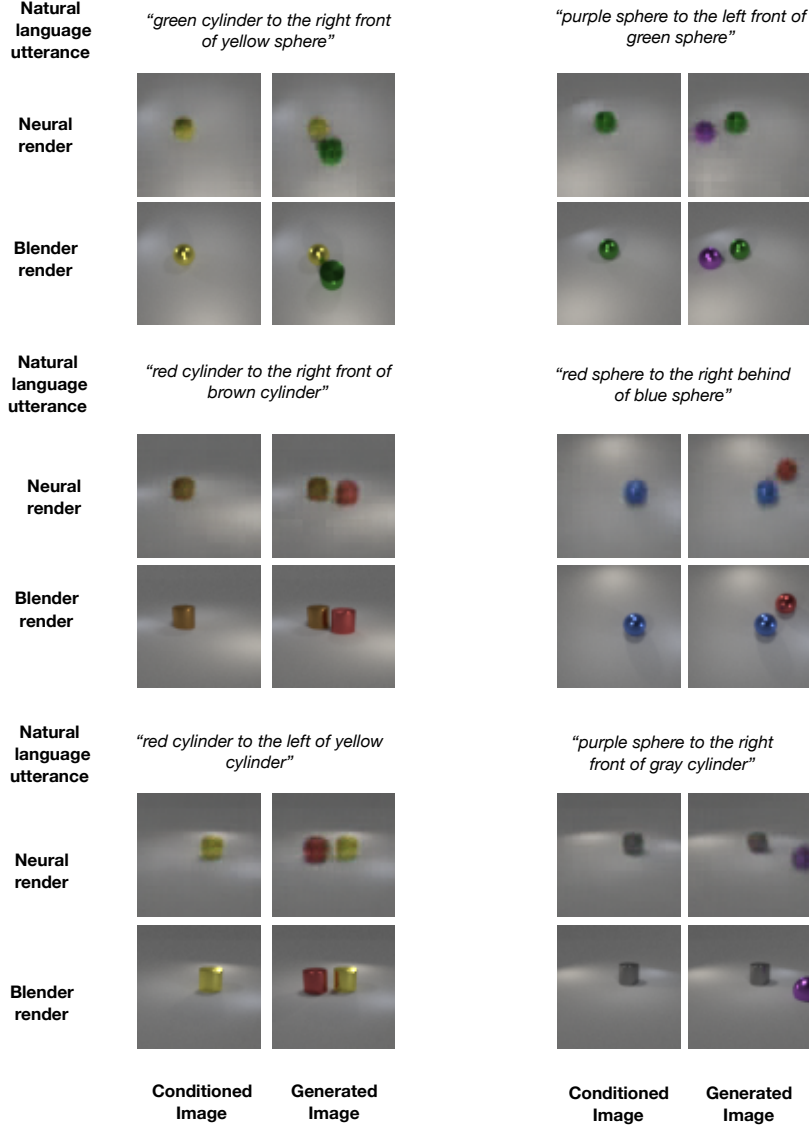 Natural
language
utterance
“green cylinder to the right front
of yellow sphere”
“purple sphere to the left front of
green sphere”
Neural
render
Blender
render
Natural
language
utterance
“red cylinder to the right front of
brown cylinder”
“red sphere to the right behind
of blue sphere”
Neural
render
Blender
render
Natural
language
utterance
“red cylinder to the left of yellow
cylinder”
“purple sphere to the right
front of gray cylinder”
Neural
render
Blender
render
Conditioned
Image
Generated
Image
Conditioned
Image
Generated
Image